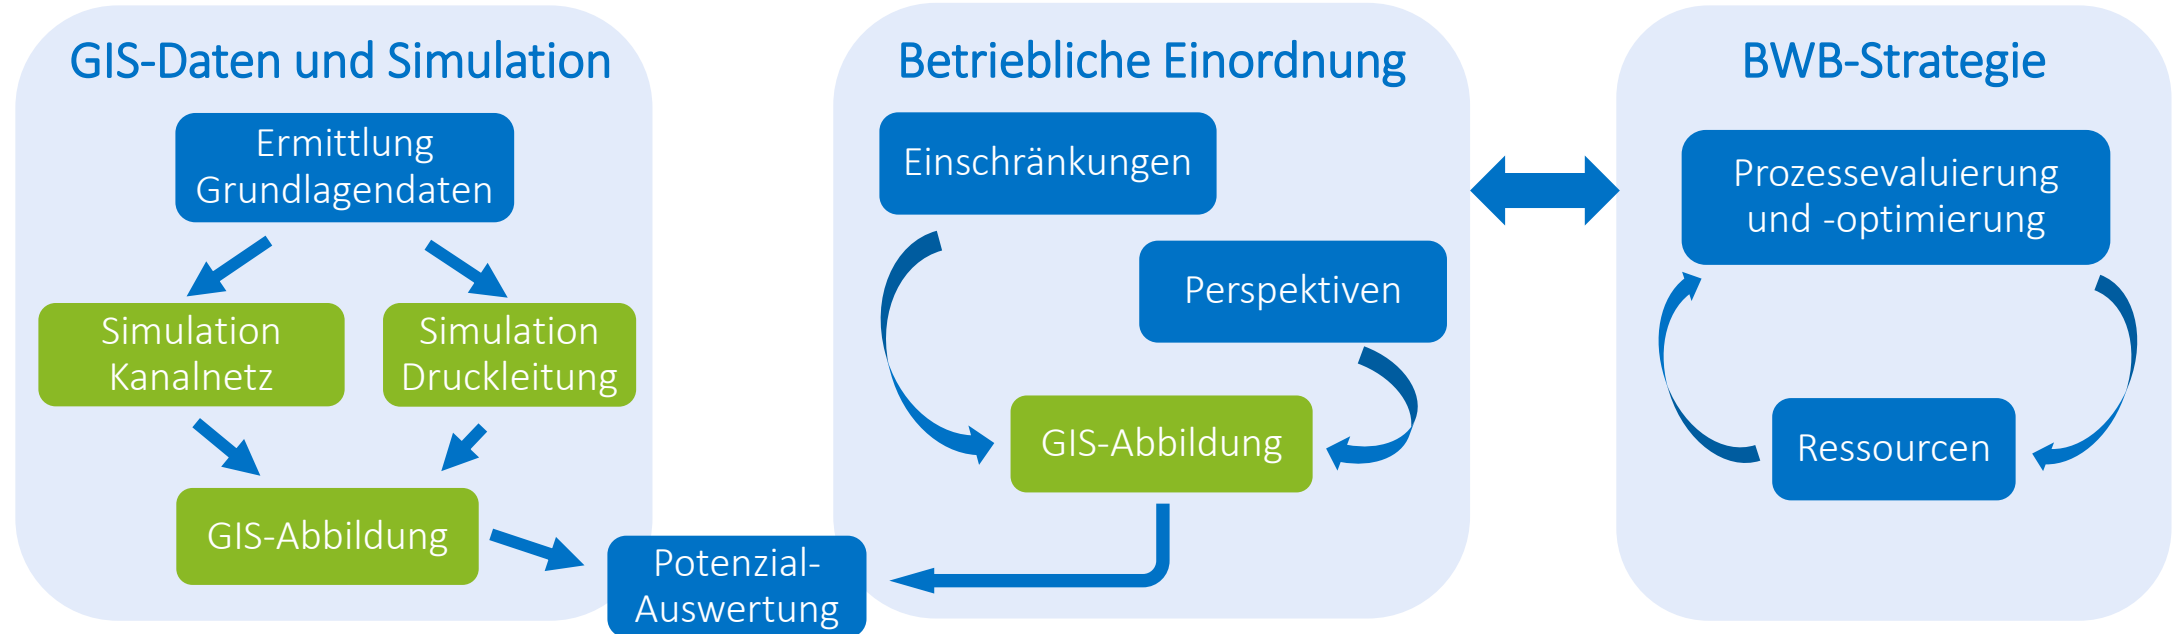 GIS-Daten und Simulation
Ermittlung
Grundlagendaten
Simulation
Kanalnetz
Simulation
Druckleitung
GIS-Abbildung
Potenzial-
Auswertung
Betriebliche Einordnung
Einschränkungen
Perspektiven
GIS-Abbildung
BWB-Strategie
Prozessevaluierung
und -optimierung
Ressourcen